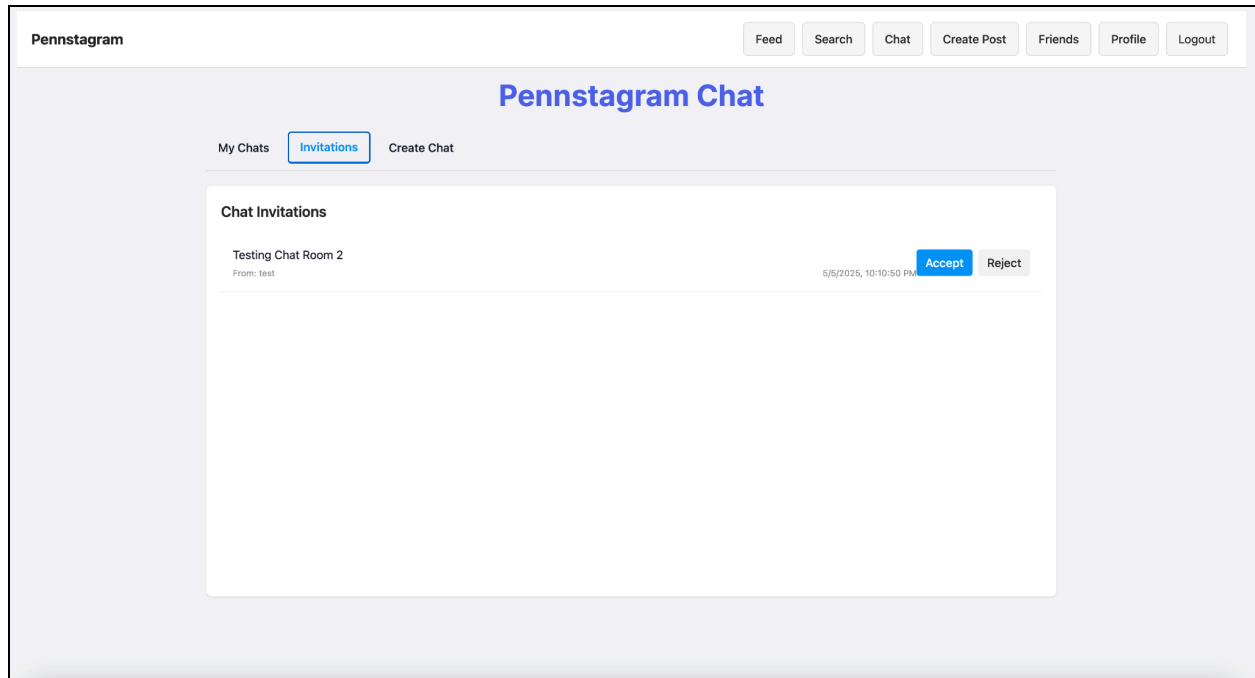 Pennstagram Feed Search Chat Create Post Friends Profile Logout
Pennstagram Chat
My Chats Invitations Create Chat
Chat Invitations
Testing Chat Room 2
From: test 5/5/2025, 10:10:50 PM Accept Reject